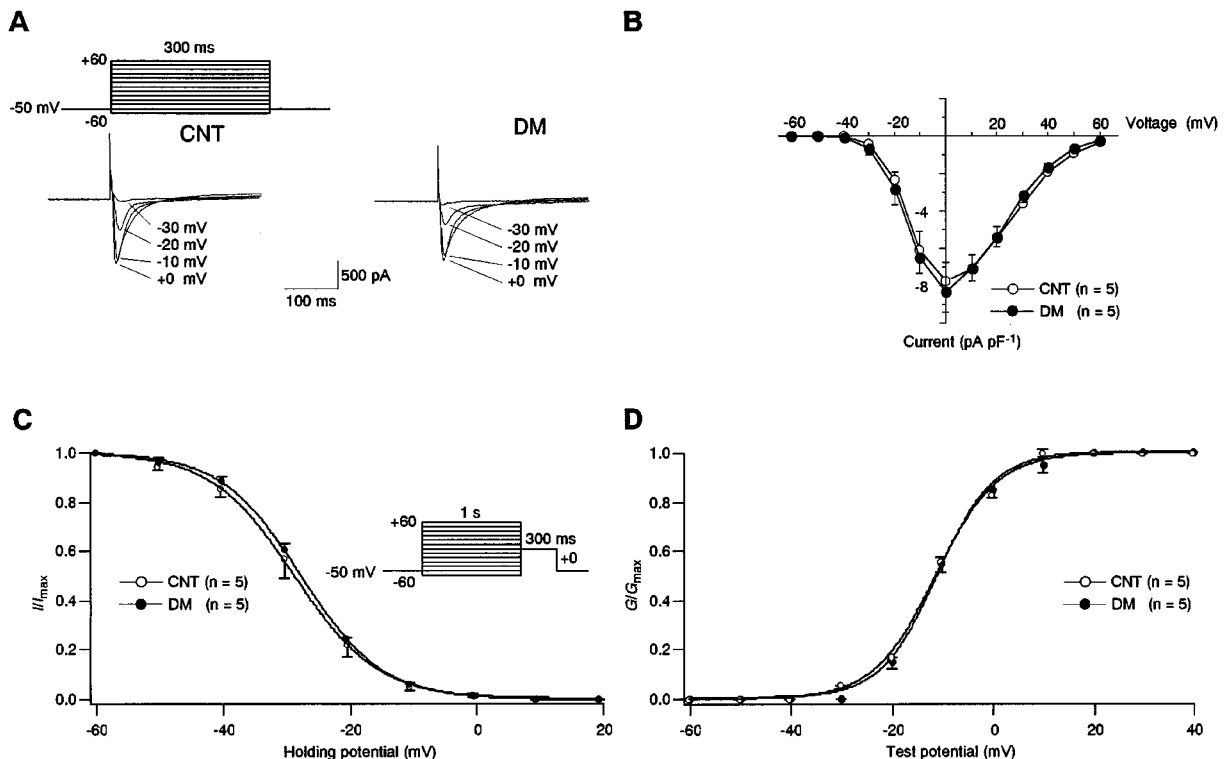 A
300 ms
+60
-50 mV
-60
CNT
DM
-30 mV
-20 mV
-10 mV
+0 mV
-30 mV
-20 mV
-10 mV
+0 mV
500 pA
100 ms
B
-60 -40 -20 20 40 60 Voltage (mV)
-4
-8
CNT (n = 5)
DM (n = 5)
Current (pA pF-1)
C
1.0
0.8
0.6
0.4
0.2
0.0
I/Imax
CNT (n = 5)
DM (n = 5)
1 s
+60
300 ms
+0
-50 mV
-60
-60 -40 -20 0 20
Holding potential (mV)
D
1.0
0.8
0.6
0.4
0.2
0.0
G/Gmax
CNT (n = 5)
DM (n = 5)
-60 -40 -20 0 20 40
Test potential (mV)